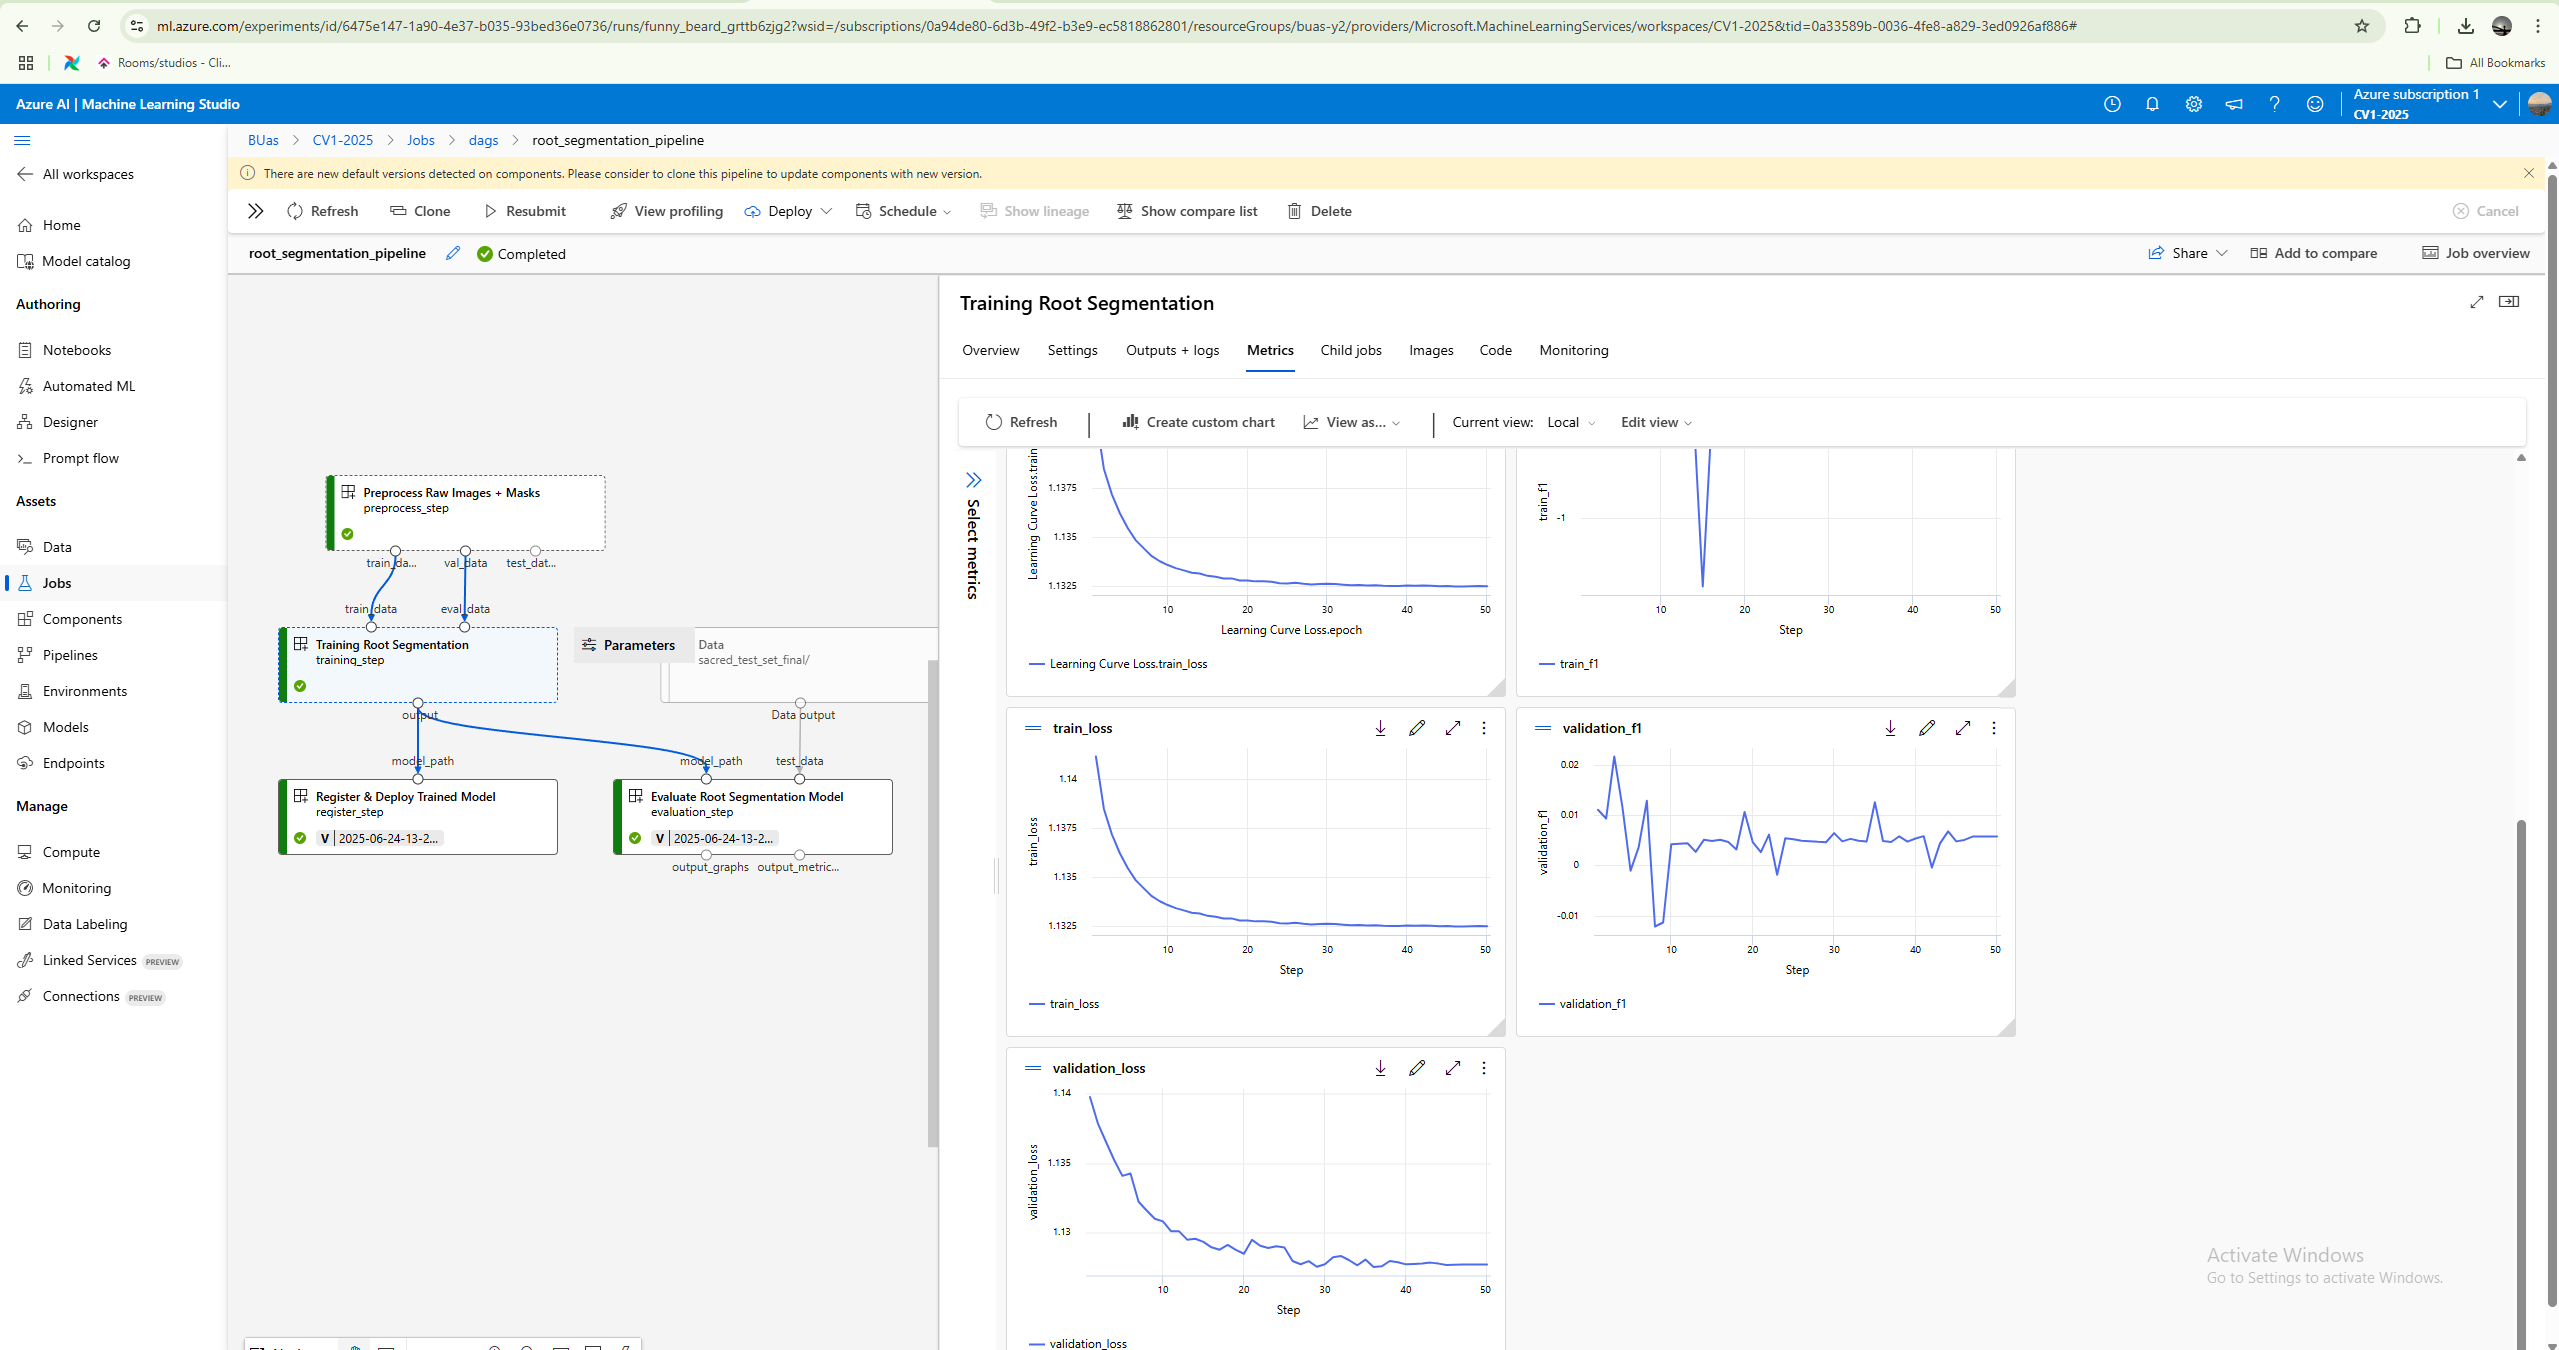 ml.azure.com/experiments/id/6475e147-1a90-4e37-b035-93bed36e0736/runs/funny_beard_grttb6zjg2?wsid=/subscriptions/0a94de80-6d3b-49f2-b3e9-ec5818862801/resourceGroups/buas-y2/providers/Microsoft.MachineLearningServices/workspaces/CV1-2025&tid=0a33589b-0036-4fe8-a829-3ed0926af886#
Rooms/studios - Cli...
All Bookmarks
Azure AI | Machine Learning Studio
Azure subscription 1
CV1-2025
All workspaces
Home
Model catalog
Authoring
Notebooks
Automated ML
Designer
Prompt flow
Assets
Data
Jobs
Components
Pipelines
Environments
Models
Endpoints
Manage
Compute
Monitoring
Data Labeling
Linked Services PREVIEW
Connections PREVIEW
BUas > CV1-2025 > Jobs > dags > root_segmentation_pipeline
There are new default versions detected on components. Please consider to clone this pipeline to update components with new version.
Refresh Clone Resubmit View profiling Deploy Schedule Show lineage Show compare list Delete Cancel
root_segmentation_pipeline Completed Share Add to compare Job overview
Preprocess Raw Images + Masks
preprocess_step
train_da... val_data test_dat...
train_data eval_data
Training Root Segmentation
training_step
Parameters
Data
sacred_test_set_final/
output
Data output
model_path model_path test_data
Register & Deploy Trained Model
register_step
V 2025-06-24-13-2...
Evaluate Root Segmentation Model
evaluation_step
V 2025-06-24-13-2...
output_graphs output_metric...
Training Root Segmentation
Overview Settings Outputs + logs Metrics Child jobs Images Code Monitoring
Refresh | Create custom chart View as... | Current view: Local Edit view
Select metrics
Learning Curve Loss.train
1.1375
1.135
1.1325
10 20 30 40 50
Learning Curve Loss.epoch
Learning Curve Loss.train_loss
train_f1
-1
10 20 30 40 50
Step
train_f1
train_loss
train_loss
1.14
1.1375
1.135
1.1325
10 20 30 40 50
Step
train_loss
validation_f1
validation_f1
0.02
0.01
0
-0.01
10 20 30 40 50
Step
validation_f1
validation_loss
validation_loss
1.14
1.135
1.13
10 20 30 40 50
Step
validation_loss
Activate Windows
Go to Settings to activate Windows.